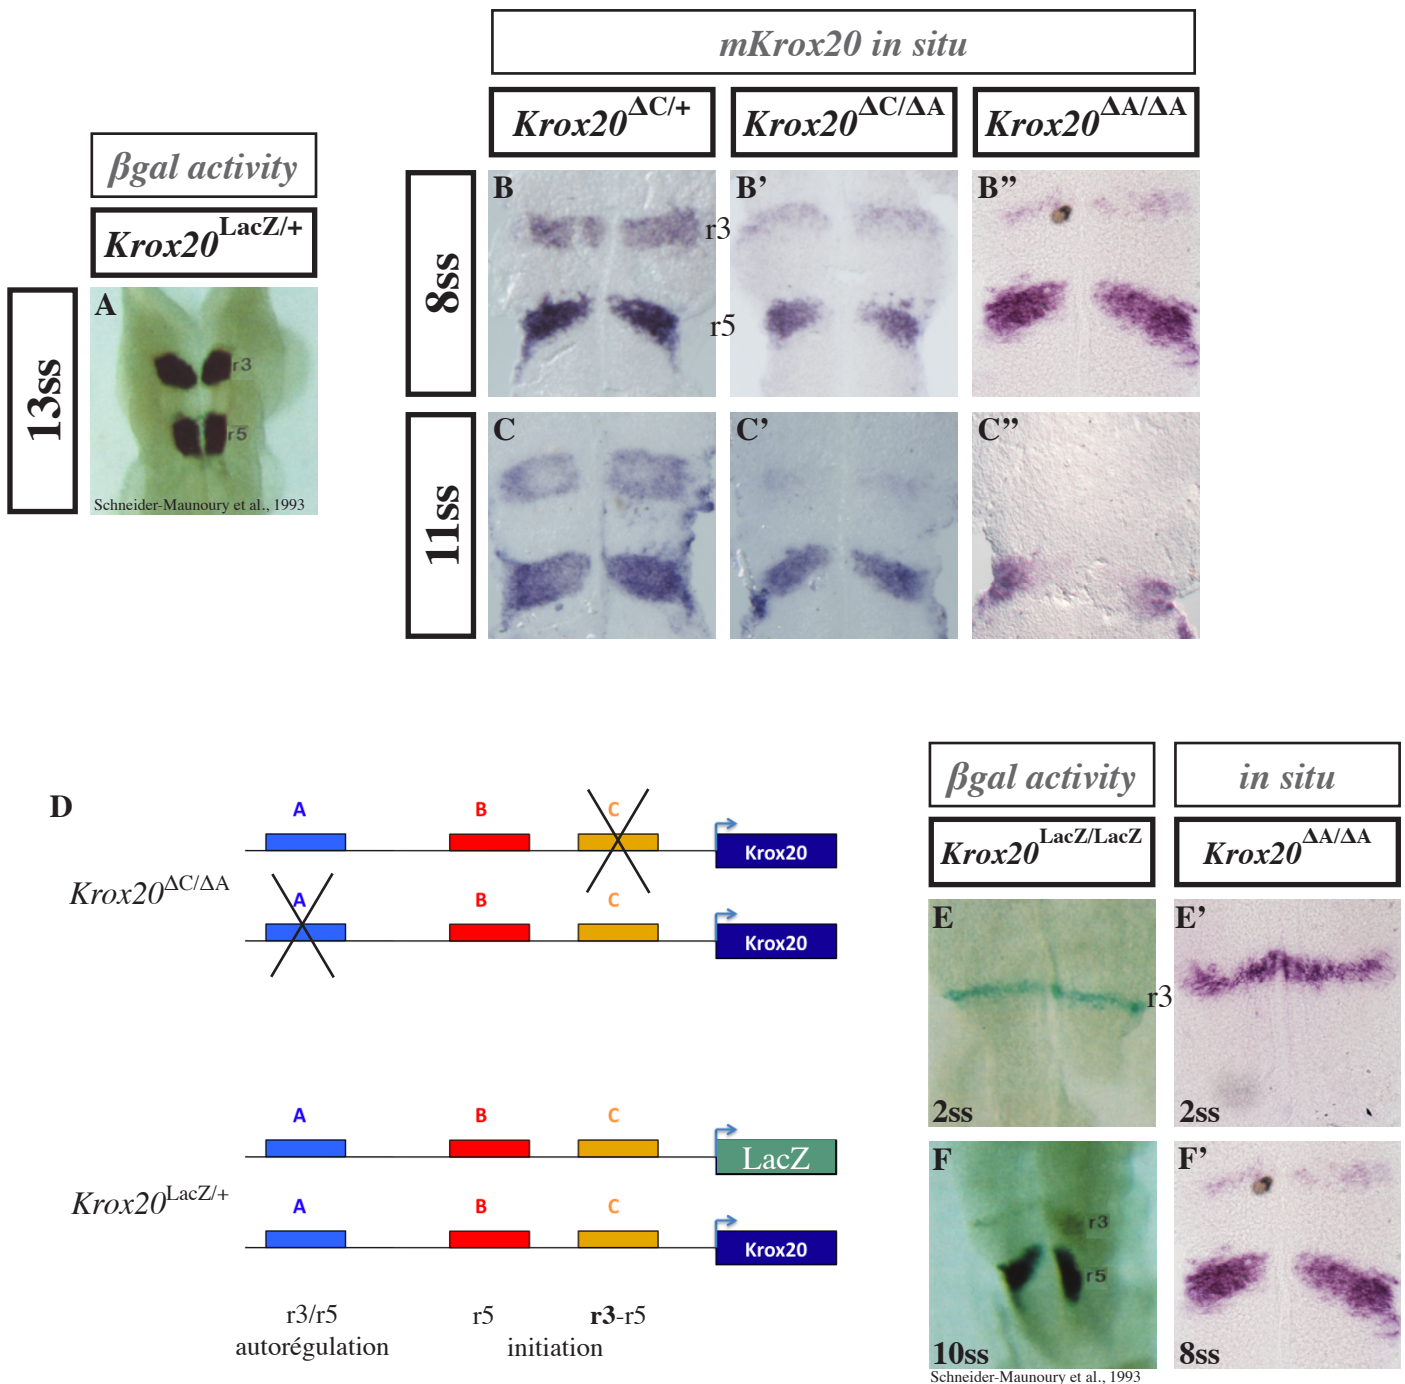 mKrox20 in situ
Krox20ΔC/+
Krox20ΔC/ΔA
Krox20ΔA/ΔA
βgal activity
Krox20LacZ/+
13ss
A
r3
r5
Schneider-Maunoury et al., 1993
8ss
B
B’
B”
r3
r5
11ss
C
C’
C”
D
A
B
C
Krox20
Krox20ΔC/ΔA
A
B
C
Krox20
A
B
C
LacZ
Krox20LacZ/+
A
B
C
Krox20
r3/r5
r5
r3-r5
autorégulation
initiation
βgal activity
in situ
Krox20LacZ/LacZ
Krox20ΔA/ΔA
E
E’
r3
2ss
2ss
F
F’
r3
r5
10ss
8ss
Schneider-Maunoury et al., 1993